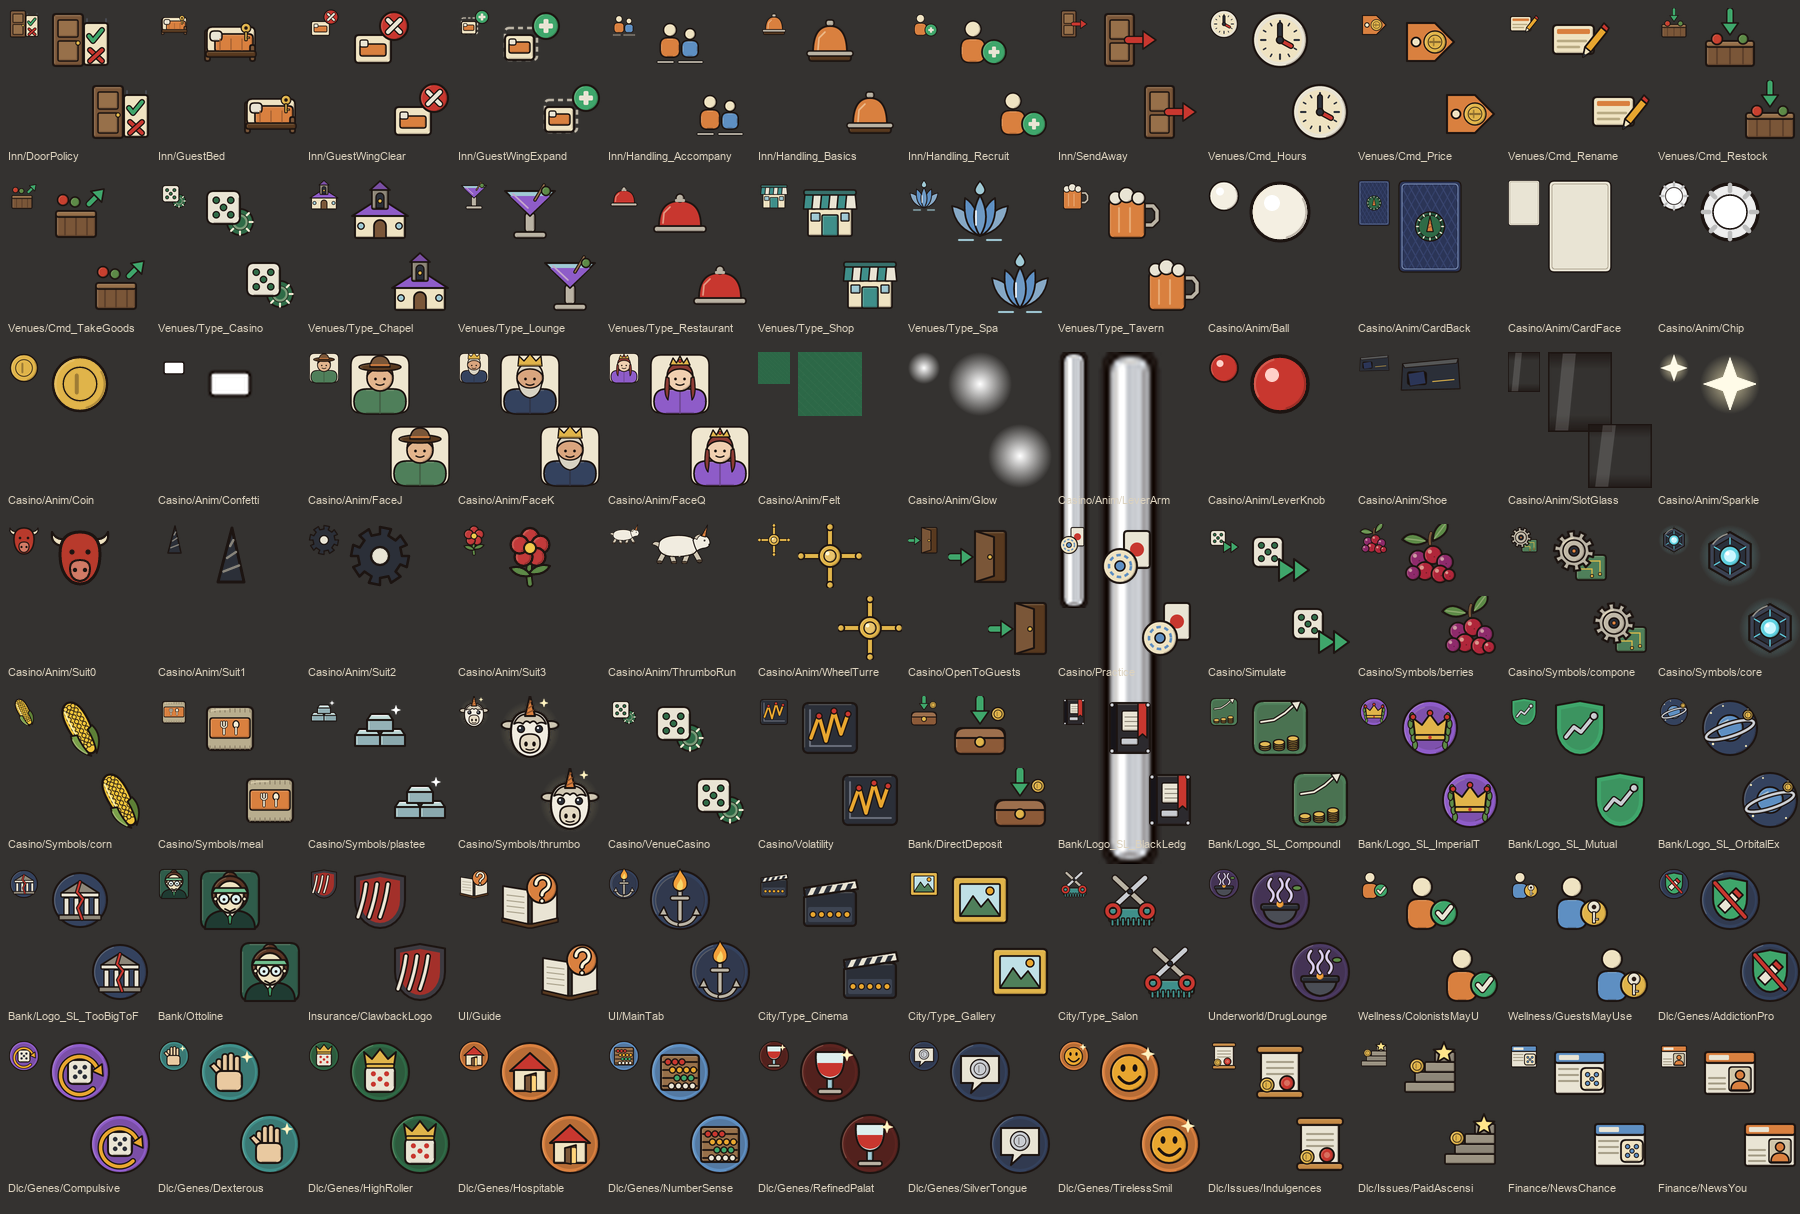 Inn/DoorPolicy
Inn/GuestBed
Inn/GuestWingClear
Inn/GuestWingExpand
Inn/Handling_Accompany
Inn/Handling_Basics
Inn/Handling_Recruit
Inn/SendAway
Venues/Cmd_Hours
Venues/Cmd_Price
Venues/Cmd_Rename
Venues/Cmd_Restock
Venues/Cmd_TakeGoods
Venues/Type_Casino
Venues/Type_Chapel
Venues/Type_Lounge
Venues/Type_Restaurant
Venues/Type_Shop
Venues/Type_Spa
Venues/Type_Tavern
Casino/Anim/Ball
Casino/Anim/CardBack
Casino/Anim/CardFace
Casino/Anim/Chip
Casino/Anim/Coin
Casino/Anim/Confetti
Casino/Anim/FaceJ
Casino/Anim/FaceK
Casino/Anim/FaceQ
Casino/Anim/Felt
Casino/Anim/Glow
Casino/Anim/LeverArm
Casino/Anim/LeverKnob
Casino/Anim/Shoe
Casino/Anim/SlotGlass
Casino/Anim/Sparkle
Casino/Anim/Suit0
Casino/Anim/Suit1
Casino/Anim/Suit2
Casino/Anim/Suit3
Casino/Anim/ThrumboRun
Casino/Anim/WheelTurre
Casino/OpenToGuests
Casino/Simulate
Casino/Symbols/berries
Casino/Symbols/compone
Casino/Symbols/core
Casino/Symbols/corn
Casino/Symbols/meal
Casino/Symbols/plastee
Casino/Symbols/thrumbo
Casino/VenueCasino
Casino/Volatility
Bank/DirectDeposit
Bank/Logo_SL_BlackLedg
Bank/Logo_SL_CompoundI
Bank/Logo_SL_ImperialT
Bank/Logo_SL_Mutual
Bank/Logo_SL_OrbitalEx
Bank/Logo_SL_TooBigToF
Bank/Ottoline
Insurance/ClawbackLogo
UI/Guide
UI/MainTab
City/Type_Cinema
City/Type_Gallery
City/Type_Salon
Underworld/DrugLounge
Wellness/ColonistsMayU
Wellness/GuestsMayUse
Dlc/Genes/AddictionPro
Dlc/Genes/Compulsive
Dlc/Genes/Dexterous
Dlc/Genes/HighRoller
Dlc/Genes/Hospitable
Dlc/Genes/NumberSense
Dlc/Genes/RefinedPalat
Dlc/Genes/SilverTongue
Dlc/Genes/TirelessSmil
Dlc/Issues/Indulgences
Dlc/Issues/PaidAscensi
Finance/NewsChance
Finance/NewsYou